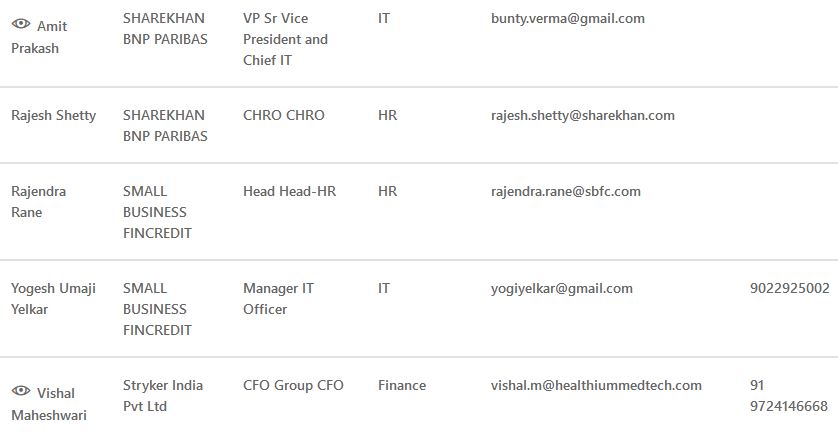 Amit Prakash SHAREKHAN BNP PARIBAS VP Sr Vice President and Chief IT IT bunty.verma@gmail.com
Rajesh Shetty SHAREKHAN BNP PARIBAS CHRO CHRO HR rajesh.shetty@sharekhan.com
Rajendra Rane SMALL BUSINESS FINCREDIT Head Head-HR HR rajendra.rane@sbfc.com
Yogesh Umaji Yelkar SMALL BUSINESS FINCREDIT Manager IT Officer IT yogiyelkar@gmail.com 9022925002
Vishal Maheshwari Stryker India Pvt Ltd CFO Group CFO Finance vishal.m@healthiummedtech.com 91 9724146668